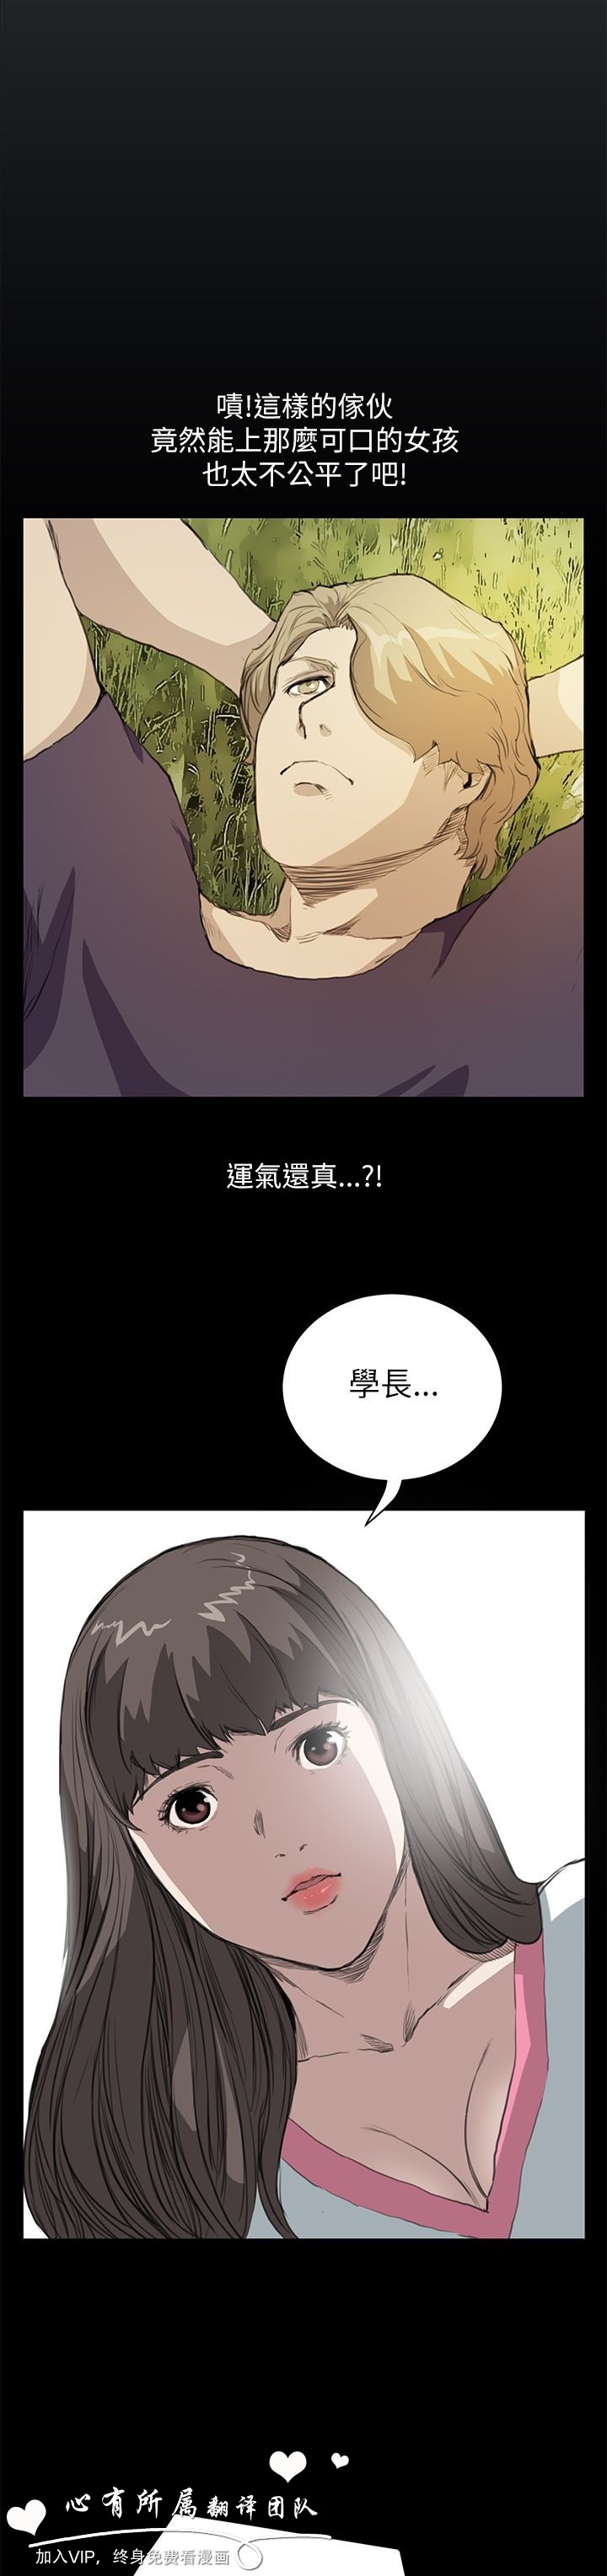 嘖!這樣的傢伙
竟然能上那麼可口的女孩
也太不公平了吧!
運氣還真...?!
學長...
心有所属翻译团队
加入VIP，终身免费看漫画